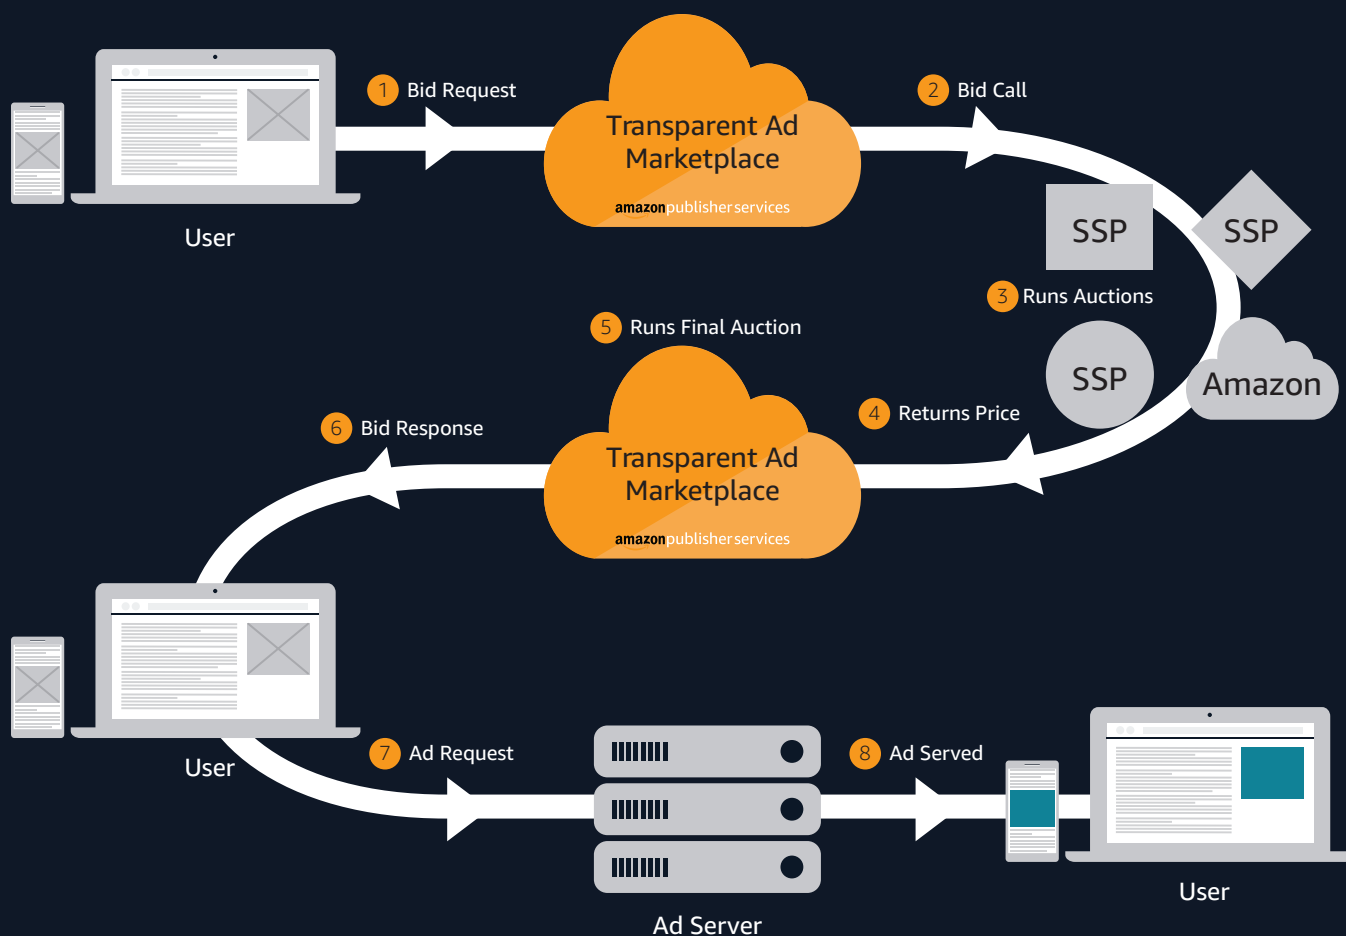 1 Bid Request
2 Bid Call
Transparent Ad
Marketplace
amazonpublisherservices
User
SSP
SSP
3 Runs Auctions
5 Runs Final Auction
SSP
Amazon
4 Returns Price
6 Bid Response
Transparent Ad
Marketplace
amazonpublisherservices
User
7 Ad Request
8 Ad Served
User
Ad Server